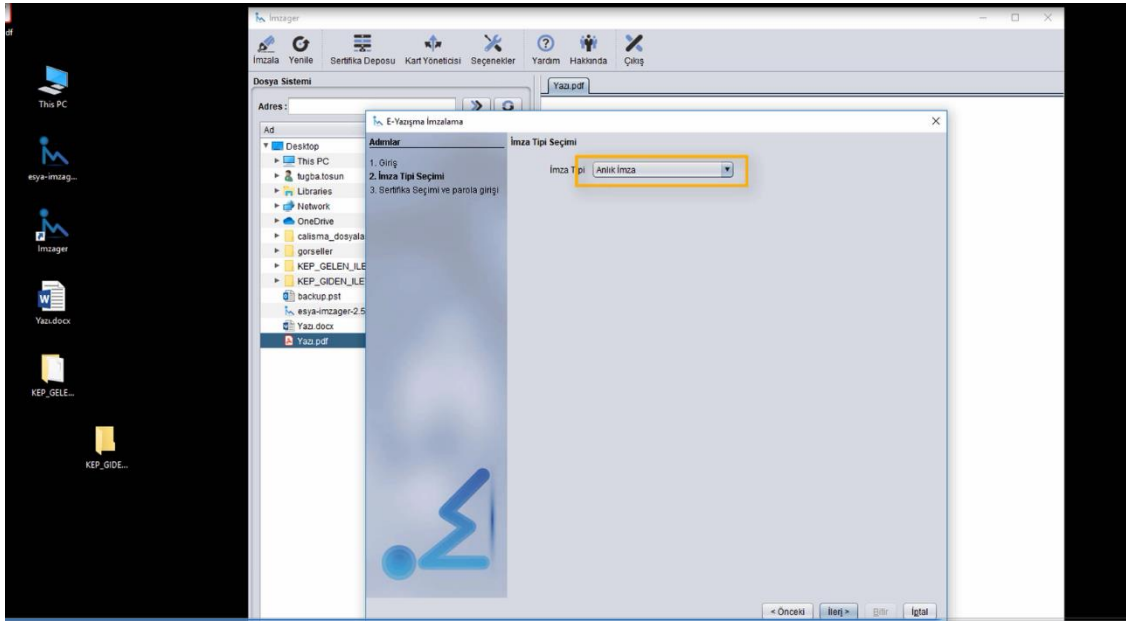 df
This PC
esya-imzag...
İmzager
Yazı.docx
KEP_GELE...
KEP_GIDE...
İmzager
İmzala Yenile Sertifika Deposu Kart Yöneticisi Seçenekler Yardım Hakkında Çıkış
Dosya Sistemi
Adres :
Ad
Desktop
This PC
tugba.tosun
Libraries
Network
OneDrive
calisma_dosyala
gorseller
KEP_GELEN_ILE
KEP_GIDEN_ILE
backup.pst
esya-imzager-2.5
Yazı.docx
Yazı.pdf
Yazı.pdf
E-Yazışma İmzalama
Adımlar
1. Giriş
2. İmza Tipi Seçimi
3. Sertifika Seçimi ve parola girişi
İmza Tipi Seçimi
İmza Tipi Anlık İmza
< Önceki İleri > Bitir İptal